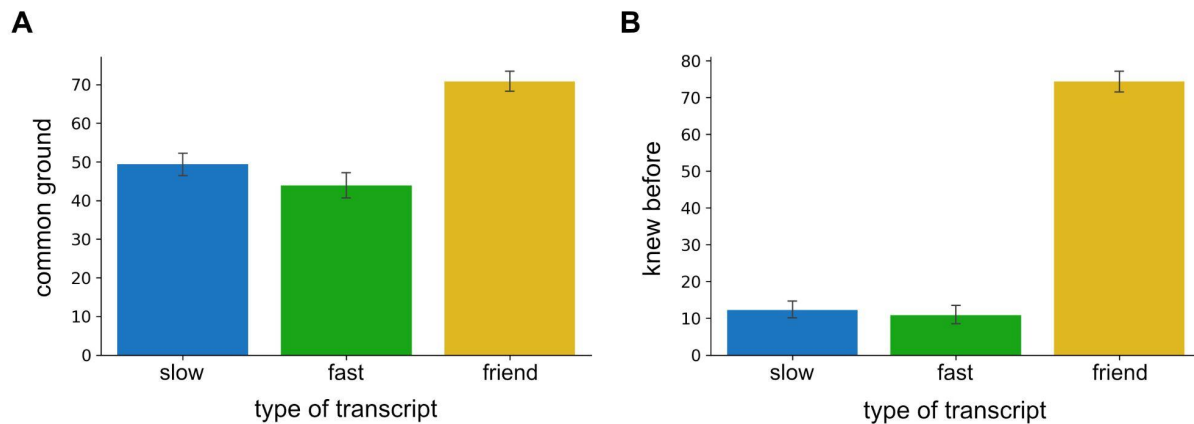 A
common ground
70
60
50
40
30
20
10
0
slow fast friend
type of transcript
B
knew before
80
70
60
50
40
30
20
10
0
slow fast friend
type of transcript